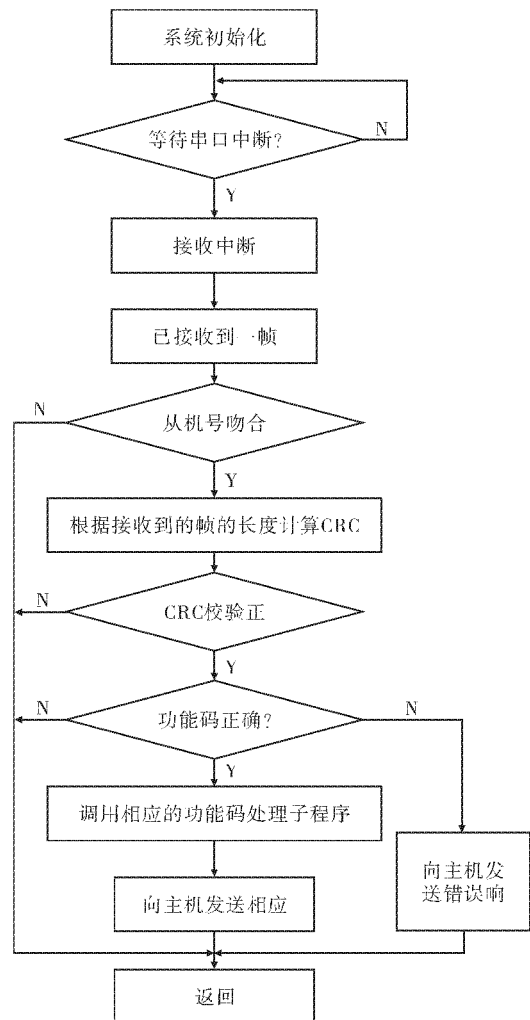 系统初始化
等待串口中断?
N
Y
接收中断
已接收到一帧
N
从机号吻合
Y
根据接收到的帧的长度计算CRC
N
CRC校验正
Y
N
功能码正确?
N
Y
调用相应的功能码处理子程序
向主机发
送错误响
向主机发送相应
返回